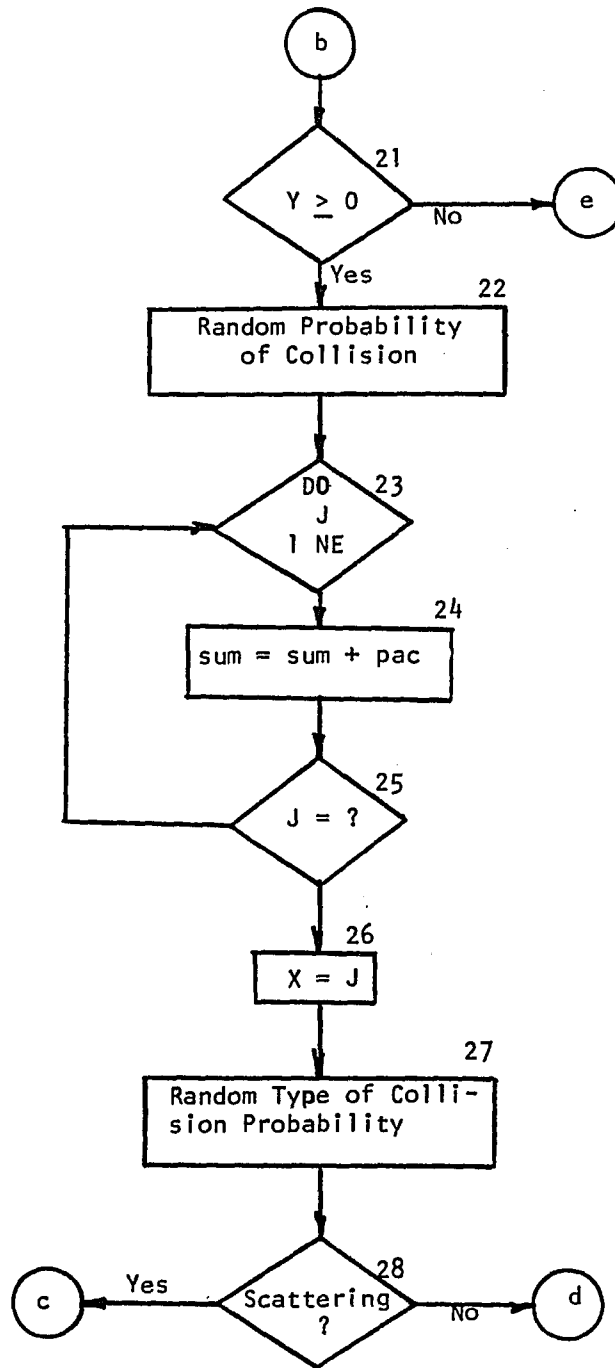 b
21
Y ≥ 0
No
e
Yes
22
Random Probability
of Collision
23
DO
J
1 NE
24
sum = sum + pac
25
J = ?
26
X = J
27
Random Type of Colli-
sion Probability
28
Scattering
?
Yes
c
No
d